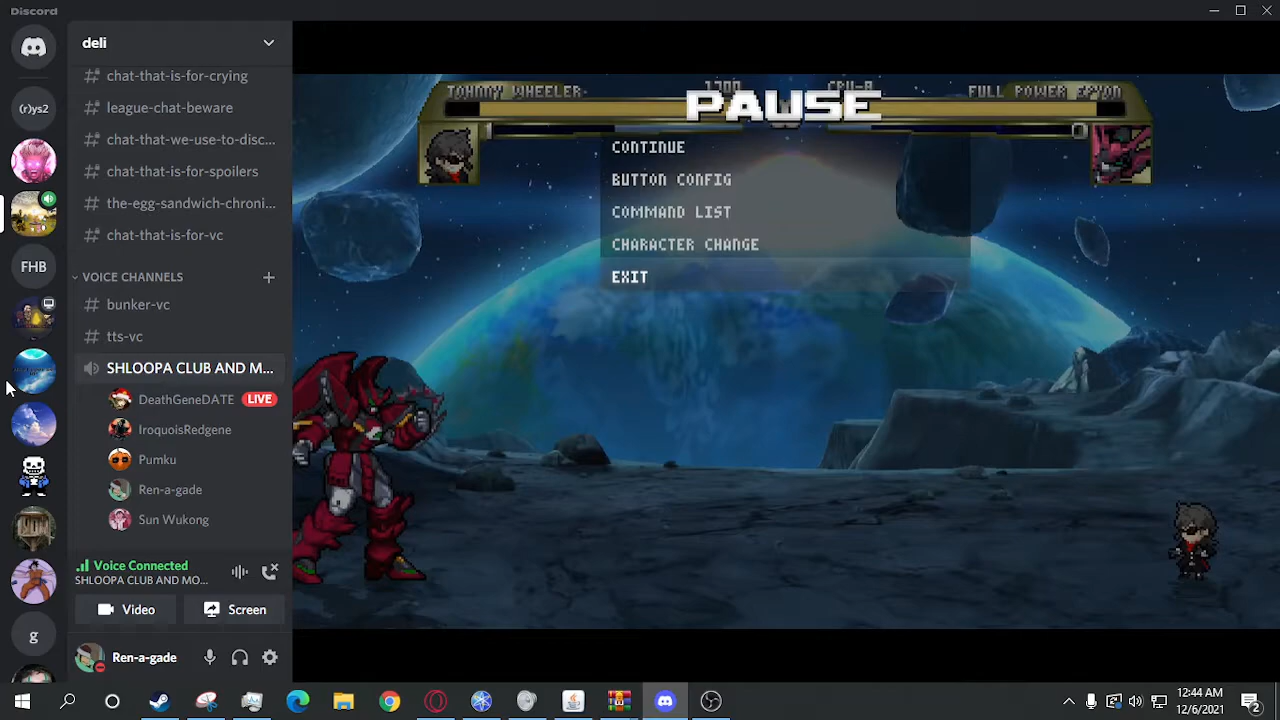 Discord
deli
chat-that-is-for-crying
league-chat-beware
chat-that-we-use-to-disc...
chat-that-is-for-spoilers
the-egg-sandwich-chroni...
chat-that-is-for-vc
VOICE CHANNELS
bunker-vc
tts-vc
SHLOOPA CLUB AND M...
DeathGeneDATE LIVE
IroquoisRedgene
Pumku
Ren-a-gade
Sun Wukong
Voice Connected
SHLOOPA CLUB AND MO...
Video
Screen
Ren-a-gade
(r)ys2
FHB
g
WHEELER
FULL POWER EPYON
PAUSE
CONTINUE
BUTTON CONFIG
COMMAND LIST
CHARACTER CHANGE
EXIT
12:44 AM
12/6/2021
2